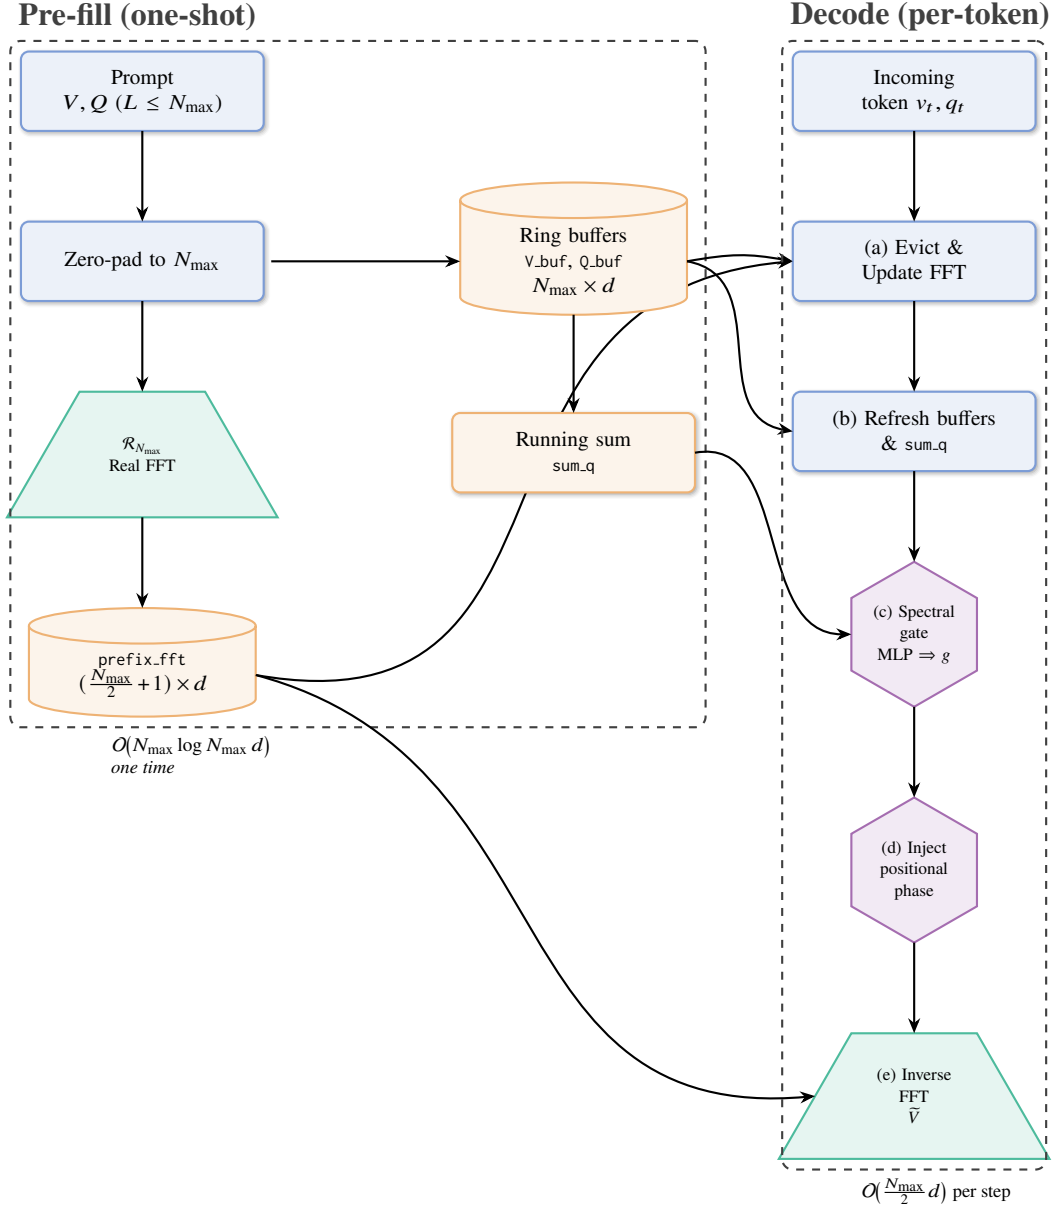 Pre-fill (one-shot)
Prompt
V, Q (L ≤ N_max)
Zero-pad to N_max
ℛ_{N_max}
Real FFT
prefix_fft
(N_max/2 + 1) × d
O(N_max log N_max d)
one time
Ring buffers
V_buf, Q_buf
N_max × d
Running sum
sum_q
Decode (per-token)
Incoming
token v_t, q_t
(a) Evict &
Update FFT
(b) Refresh buffers
& sum_q
(c) Spectral
gate
MLP ⇒ g
(d) Inject
positional
phase
(e) Inverse
FFT
Ṽ
O(N_max/2 d) per step